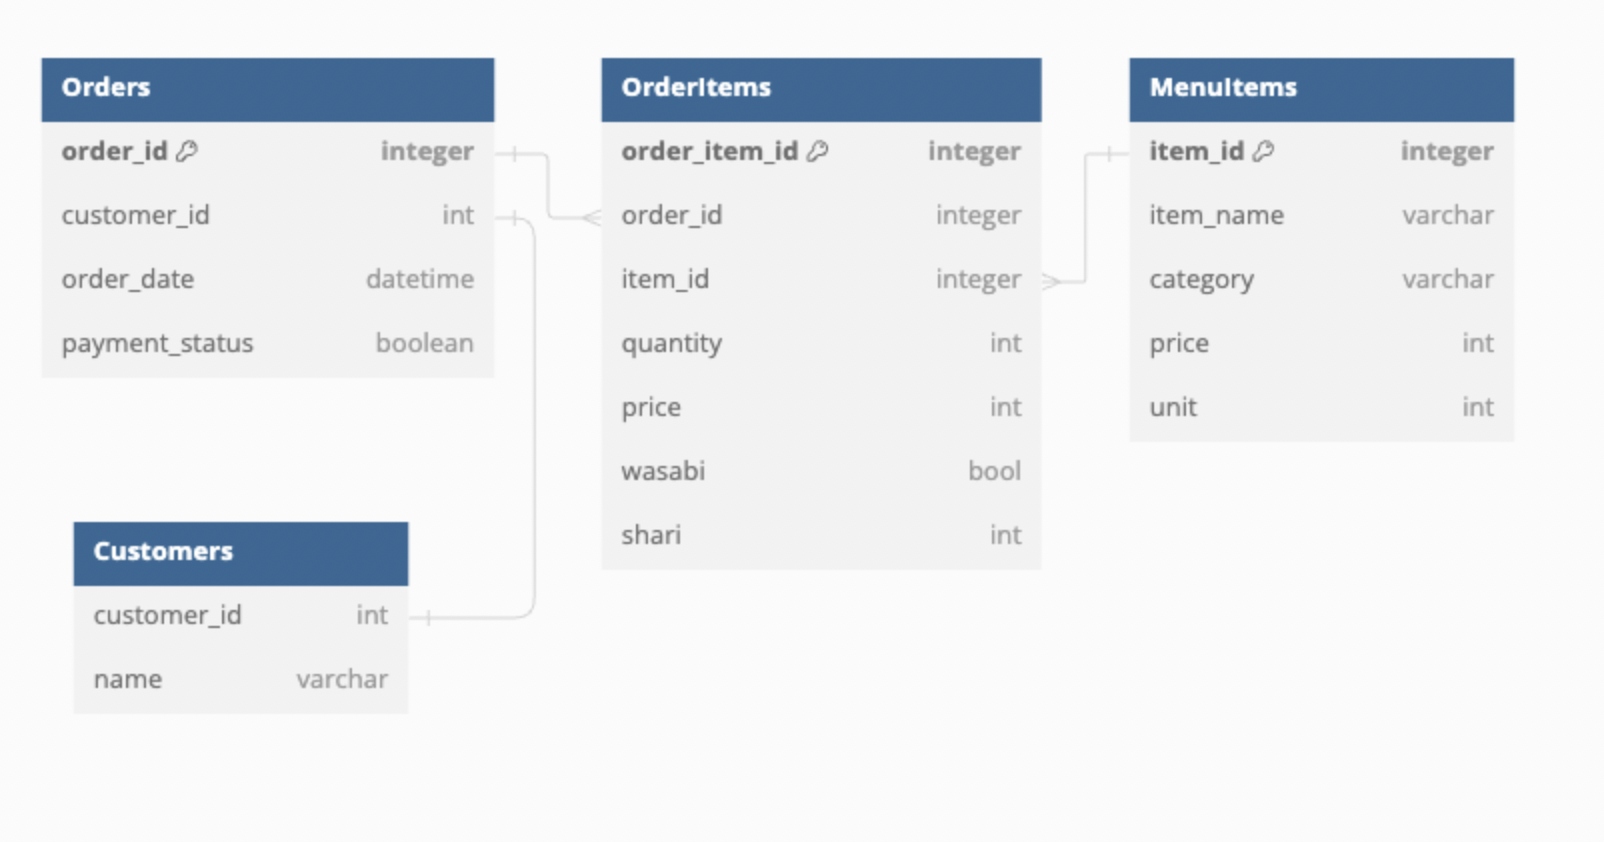 Orders
order_id integer
customer_id int
order_date datetime
payment_status boolean
OrderItems
order_item_id integer
order_id integer
item_id integer
quantity int
price int
wasabi bool
shari int
MenuItems
item_id integer
item_name varchar
category varchar
price int
unit int
Customers
customer_id int
name varchar